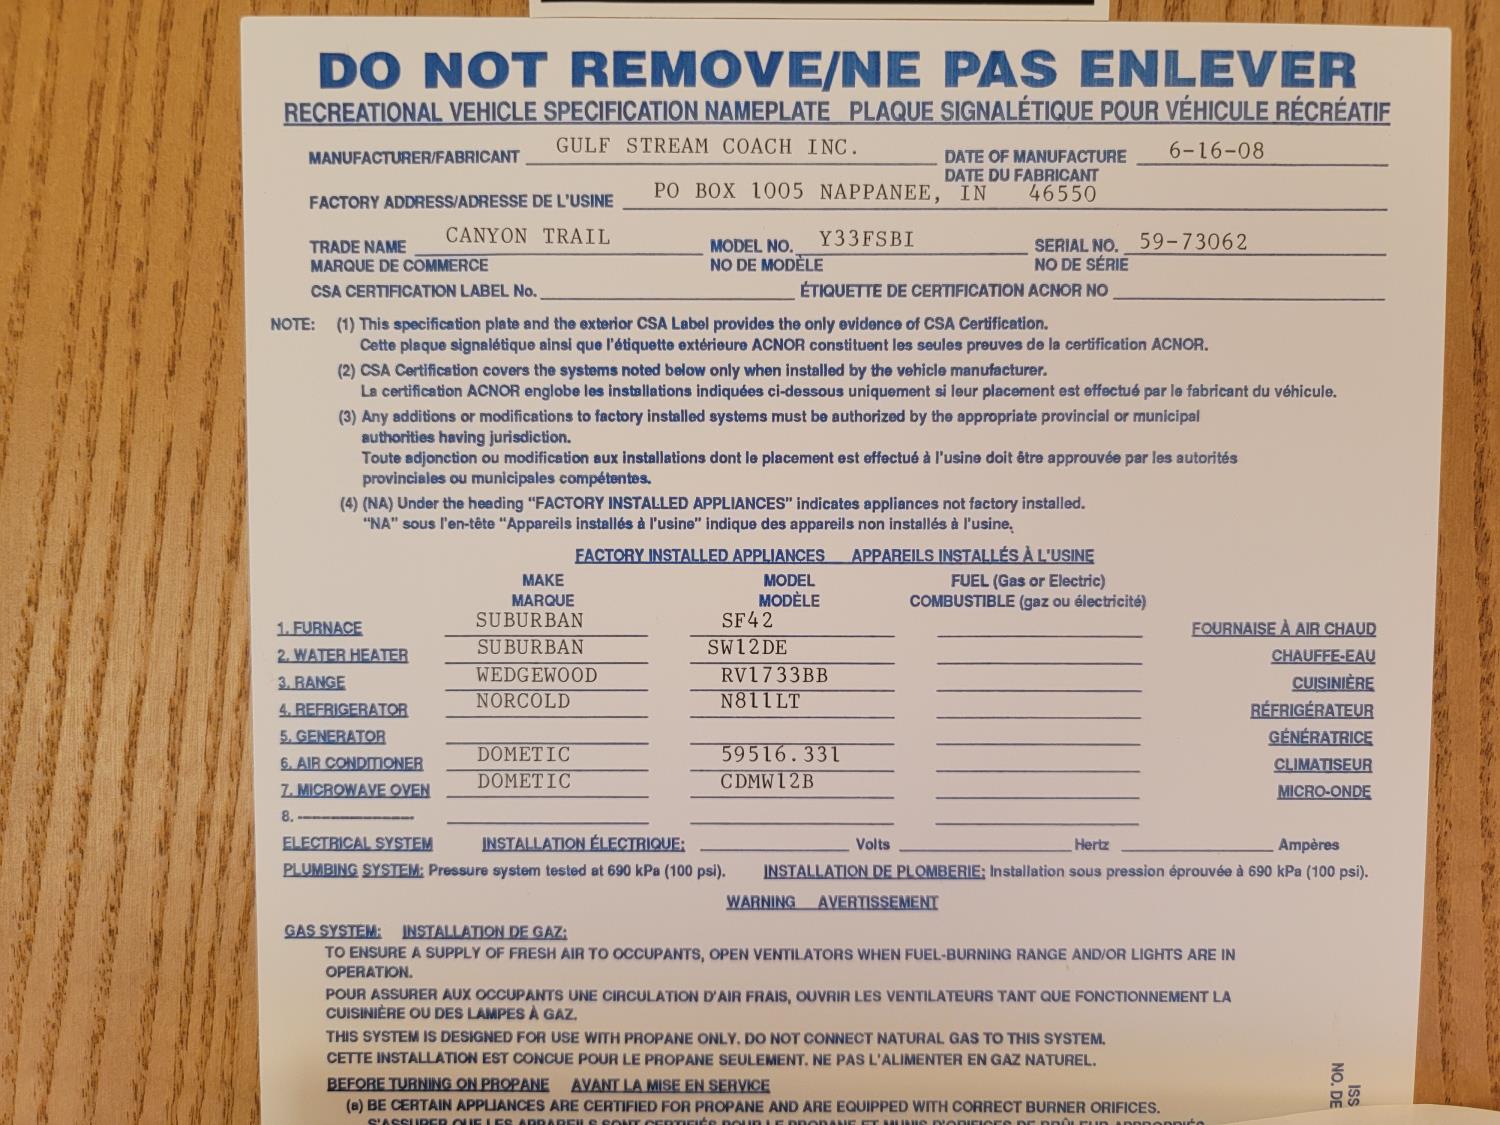 DO NOT REMOVE/NE PAS ENLEVER
RECREATIONAL VEHICLE SPECIFICATION NAMEPLATE PLAQUE SIGNALÉTIQUE POUR VÉHICULE RÉCRÉATIF
MANUFACTURER/FABRICANT GULF STREAM COACH INC. DATE OF MANUFACTURE 6-16-08
DATE DU FABRICANT
FACTORY ADDRESS/ADRESSE DE L'USINE PO BOX 1005 NAPPANEE, IN 46550
TRADE NAME CANYON TRAIL MODEL NO. Y33FSBI SERIAL NO. 59-73062
MARQUE DE COMMERCE NO DE MODÈLE NO DE SÉRIE
CSA CERTIFICATION LABEL No. ÉTIQUETTE DE CERTIFICATION ACNOR NO
NOTE: (1) This specification plate and the exterior CSA Label provides the only evidence of CSA Certification.
Cette plaque signalétique ainsi que l'étiquette extérieure ACNOR constituent les seules preuves de la certification ACNOR.
(2) CSA Certification covers the systems noted below only when installed by the vehicle manufacturer.
La certification ACNOR englobe les installations indiquées ci-dessous uniquement si leur placement est effectué par le fabricant du véhicule.
(3) Any additions or modifications to factory installed systems must be authorized by the appropriate provincial or municipal
authorities having jurisdiction.
Toute adjonction ou modification aux installations dont le placement est effectué à l'usine doit être approuvée par les autorités
provinciales ou municipales compétentes.
(4) (NA) Under the heading "FACTORY INSTALLED APPLIANCES" indicates appliances not factory installed.
"NA" sous l'en-tête "Appareils installés à l'usine" indique des appareils non installés à l'usine.
FACTORY INSTALLED APPLIANCES APPAREILS INSTALLÉS À L'USINE
MAKE MODEL FUEL (Gas or Electric)
MARQUE MODÈLE COMBUSTIBLE (gaz ou électricité)
1. FURNACE SUBURBAN SF42 FOURNAISE À AIR CHAUD
2. WATER HEATER SUBURBAN SW12DE CHAUFFE-EAU
3. RANGE WEDGEWOOD RV1733BB CUISINIÈRE
4. REFRIGERATOR NORCOLD N811LT RÉFRIGÉRATEUR
5. GENERATOR GÉNÉRATRICE
6. AIR CONDITIONER DOMETIC 59516.331 CLIMATISEUR
7. MICROWAVE OVEN DOMETIC CDMW12B MICRO-ONDE
8.
ELECTRICAL SYSTEM INSTALLATION ÉLECTRIQUE: Volts Hertz Ampères
PLUMBING SYSTEM: Pressure system tested at 690 kPa (100 psi). INSTALLATION DE PLOMBERIE: Installation sous pression éprouvée à 690 kPa (100 psi).
WARNING AVERTISSEMENT
GAS SYSTEM: INSTALLATION DE GAZ:
TO ENSURE A SUPPLY OF FRESH AIR TO OCCUPANTS, OPEN VENTILATORS WHEN FUEL-BURNING RANGE AND/OR LIGHTS ARE IN
OPERATION.
POUR ASSURER AUX OCCUPANTS UNE CIRCULATION D'AIR FRAIS, OUVRIR LES VENTILATEURS TANT QUE FONCTIONNEMENT LA
CUISINIÈRE OU DES LAMPES À GAZ.
THIS SYSTEM IS DESIGNED FOR USE WITH PROPANE ONLY. DO NOT CONNECT NATURAL GAS TO THIS SYSTEM.
CETTE INSTALLATION EST CONCUE POUR LE PROPANE SEULEMENT. NE PAS L'ALIMENTER EN GAZ NATUREL.
BEFORE TURNING ON PROPANE AVANT LA MISE EN SERVICE
(a) BE CERTAIN APPLIANCES ARE CERTIFIED FOR PROPANE AND ARE EQUIPPED WITH CORRECT BURNER ORIFICES.
S'ASSURER QUE LES APPAREILS SONT CERTIFIÉS POUR LE PROPANE ET MUNIS D'ORIFICES DE BRÛLEUR APPROPRIÉS
ISS
NO. DE